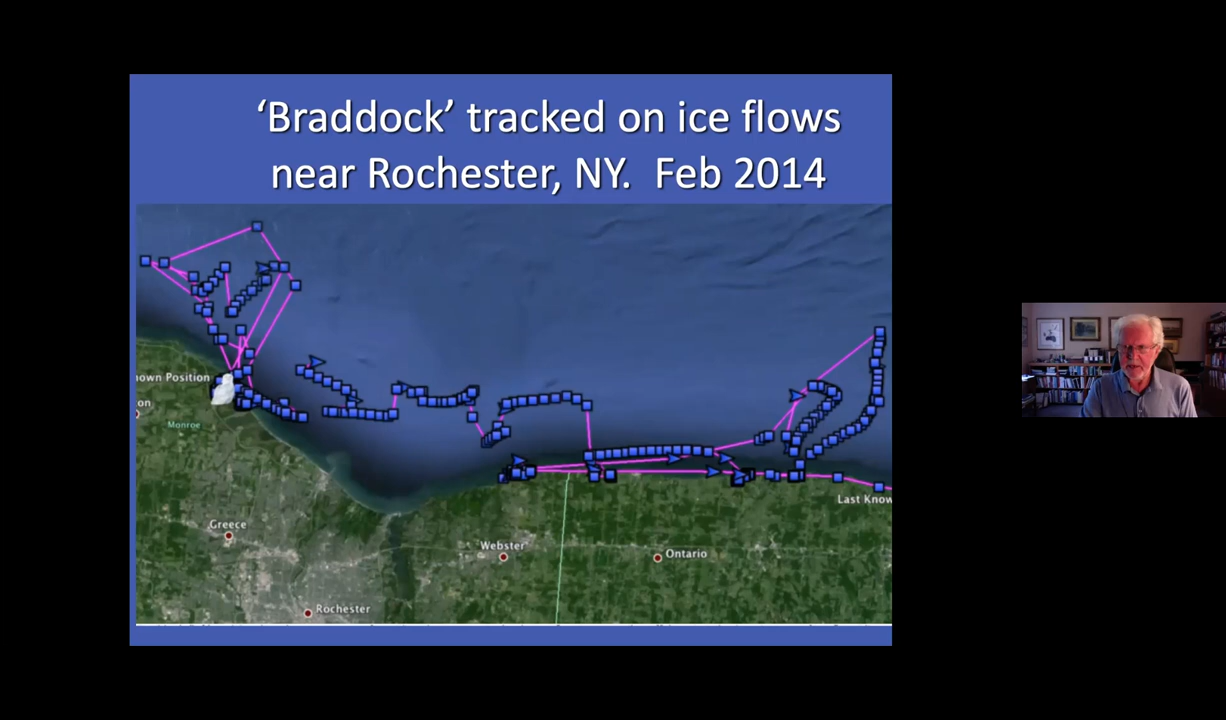 ‘Braddock’ tracked on ice flows
near Rochester, NY.  Feb 2014
own Position
on
Monroe
Last Know
Greece
Webster
Ontario
Rochester